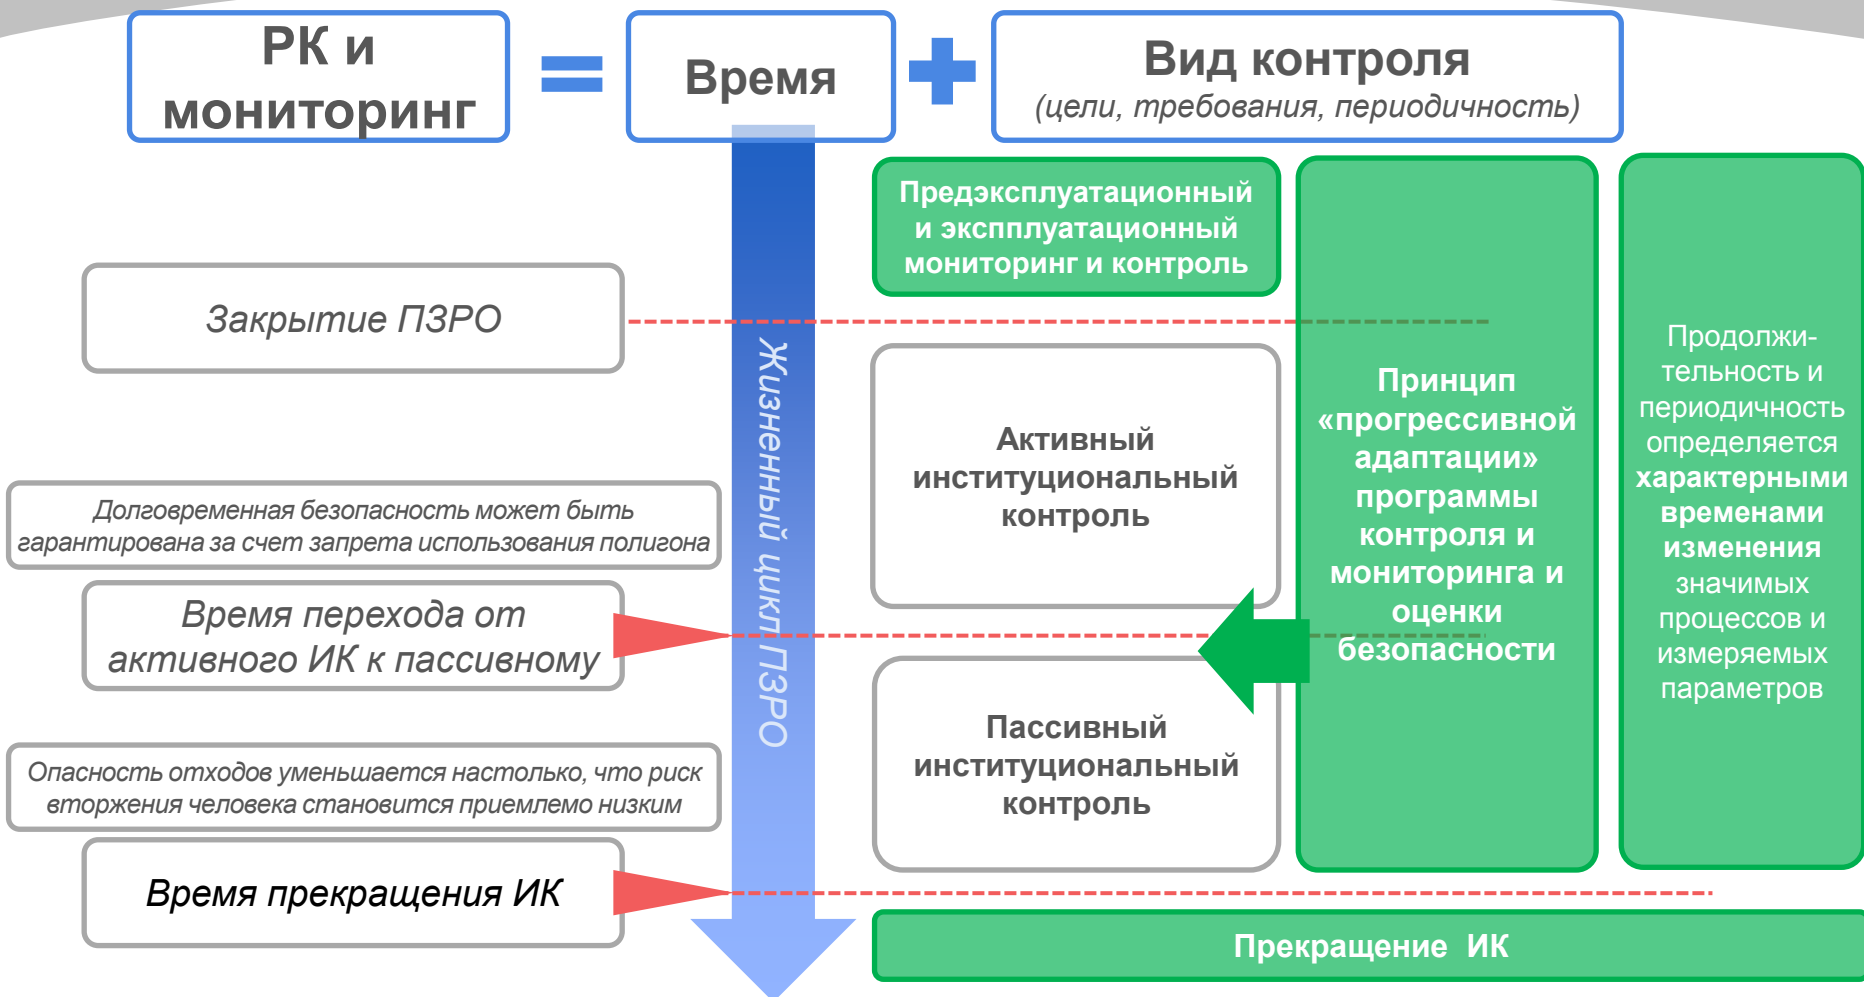 РК и
мониторинг
Время
Вид контроля
(цели, требования, периодичность)
Предэксплуатационный
и экспплуатационный
мониторинг и контроль
Закрытие ПЗРО
Жизненный цикл ПЗРО
Активный
институциональный
контроль
Принцип
«прогрессивной
адаптации»
программы
контроля и
мониторинга и
оценки
безопасности
Продолжи-
тельность и
периодичность
определяется
характерными
временами
изменения
значимых
процессов и
измеряемых
параметров
Долговременная безопасность может быть
гарантирована за счет запрета использования полигона
Время перехода от
активного ИК к пассивному
Пассивный
институциональный
контроль
Опасность отходов уменьшается настолько, что риск
вторжения человека становится приемлемо низким
Время прекращения ИК
Прекращение ИК